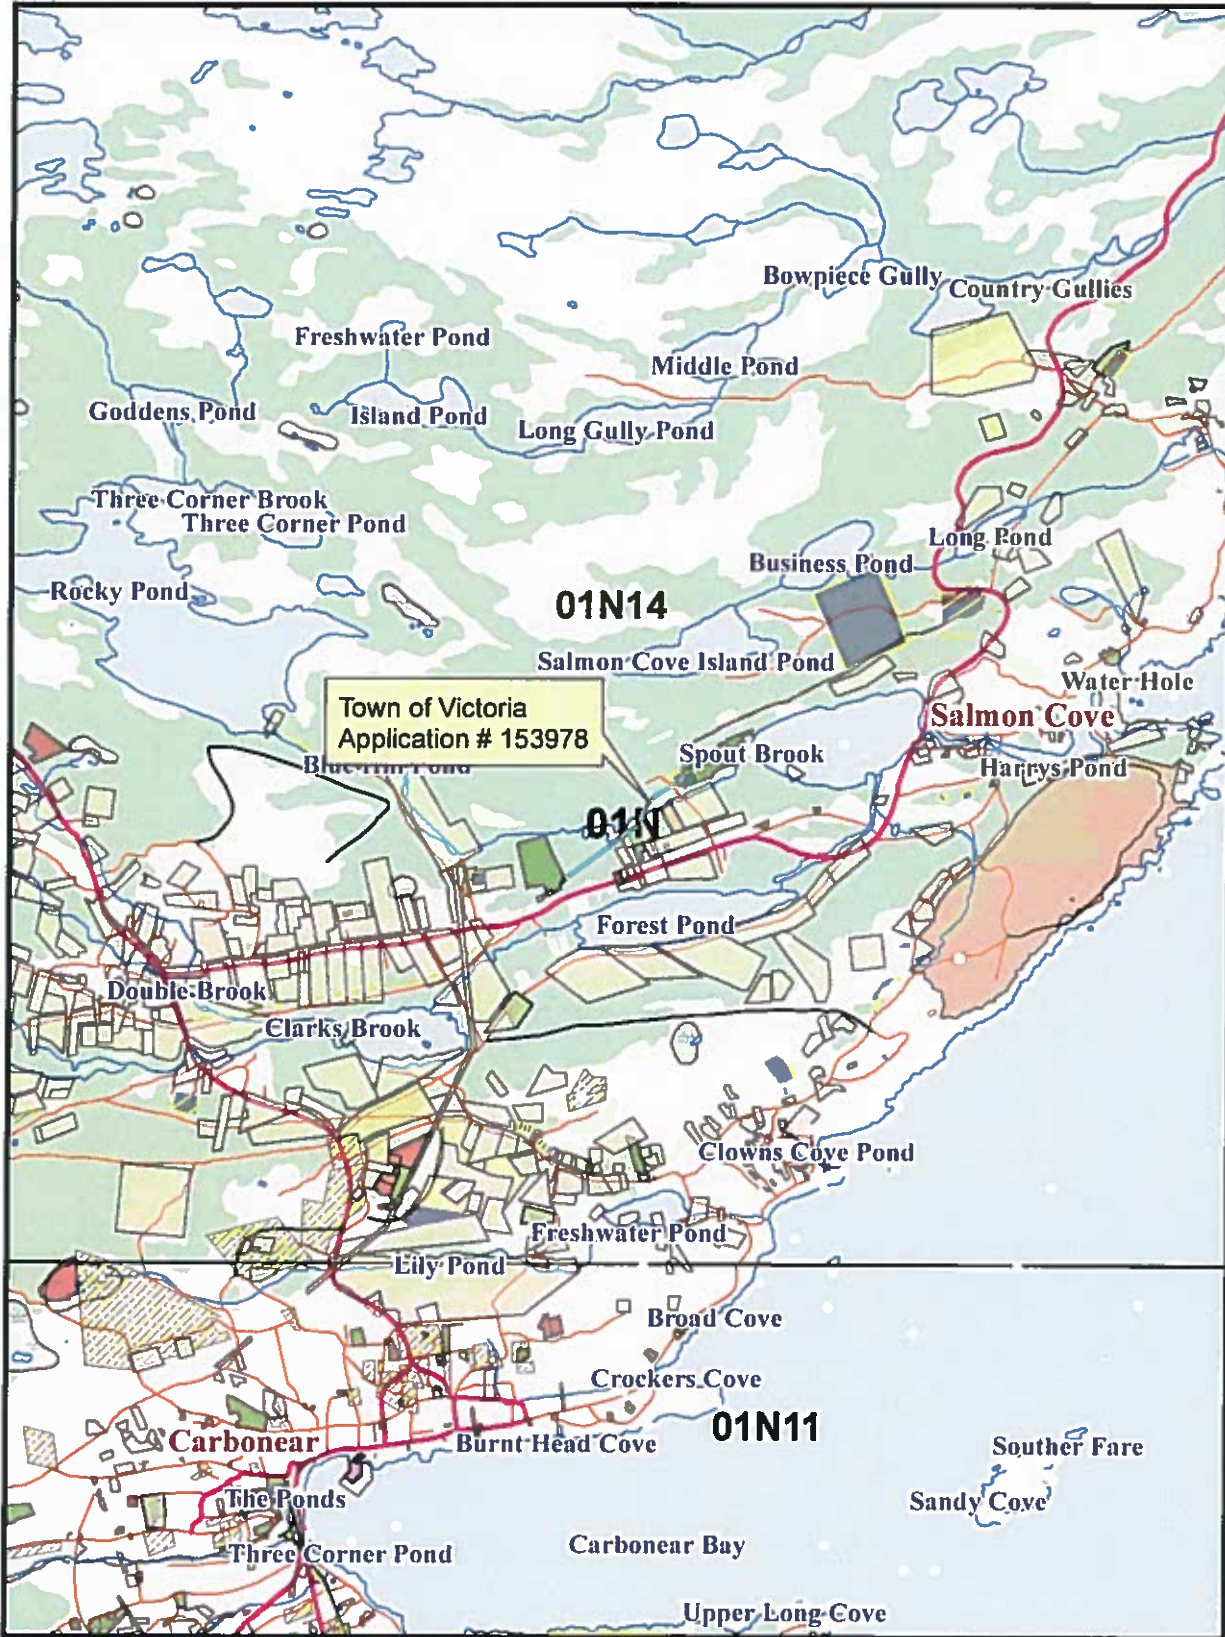 Bowpiece Gully
Country Gullies
Freshwater Pond
Middle Pond
Goddens Pond
Island Pond
Long Gully Pond
Three Corner Brook
Three Corner Pond
Long Pond
Business Pond
Rocky Pond
01N14
Salmon Cove Island Pond
Water Hole
Town of Victoria
Application # 153978
Salmon Cove
Spout Brook
Harrys Pond
01N
Forest Pond
Double Brook
Clarks Brook
Clowns Cove Pond
Freshwater Pond
Lily Pond
Broad Cove
Crockers Cove
01N11
Carbonear
Burnt Head Cove
Souther Fare
The Ponds
Sandy Cove
Carbonear Bay
Three Corner Pond
Upper Long Cove